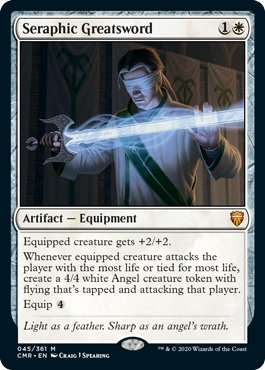 Seraphic Greatsword 1
Artifact — Equipment
Equipped creature gets +2/+2.
Whenever equipped creature attacks the
player with the most life or tied for most life,
create a 4/4 white Angel creature token with
flying that's tapped and attacking that player.
Equip 4
Light as a feather. Sharp as an angel's wrath.
045/361 M
CMR • EN Craig J Spearing
™ & © 2020 Wizards of the Coast